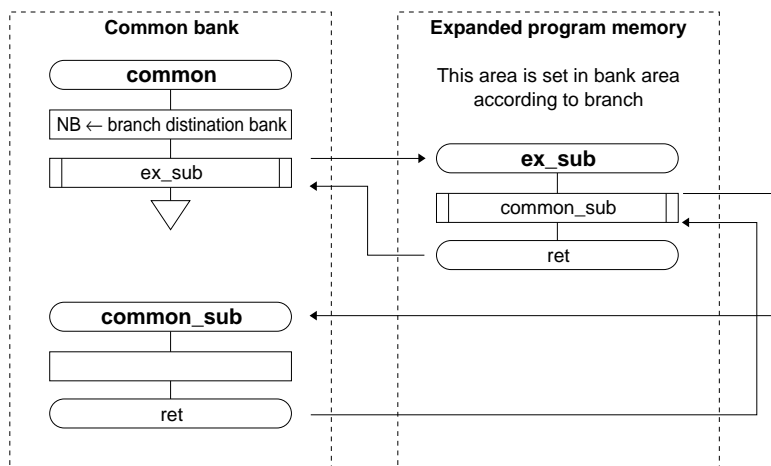 Common bank
common
NB ← branch distination bank
ex_sub
common_sub
ret
Expanded program memory
This area is set in bank area
according to branch
ex_sub
common_sub
ret